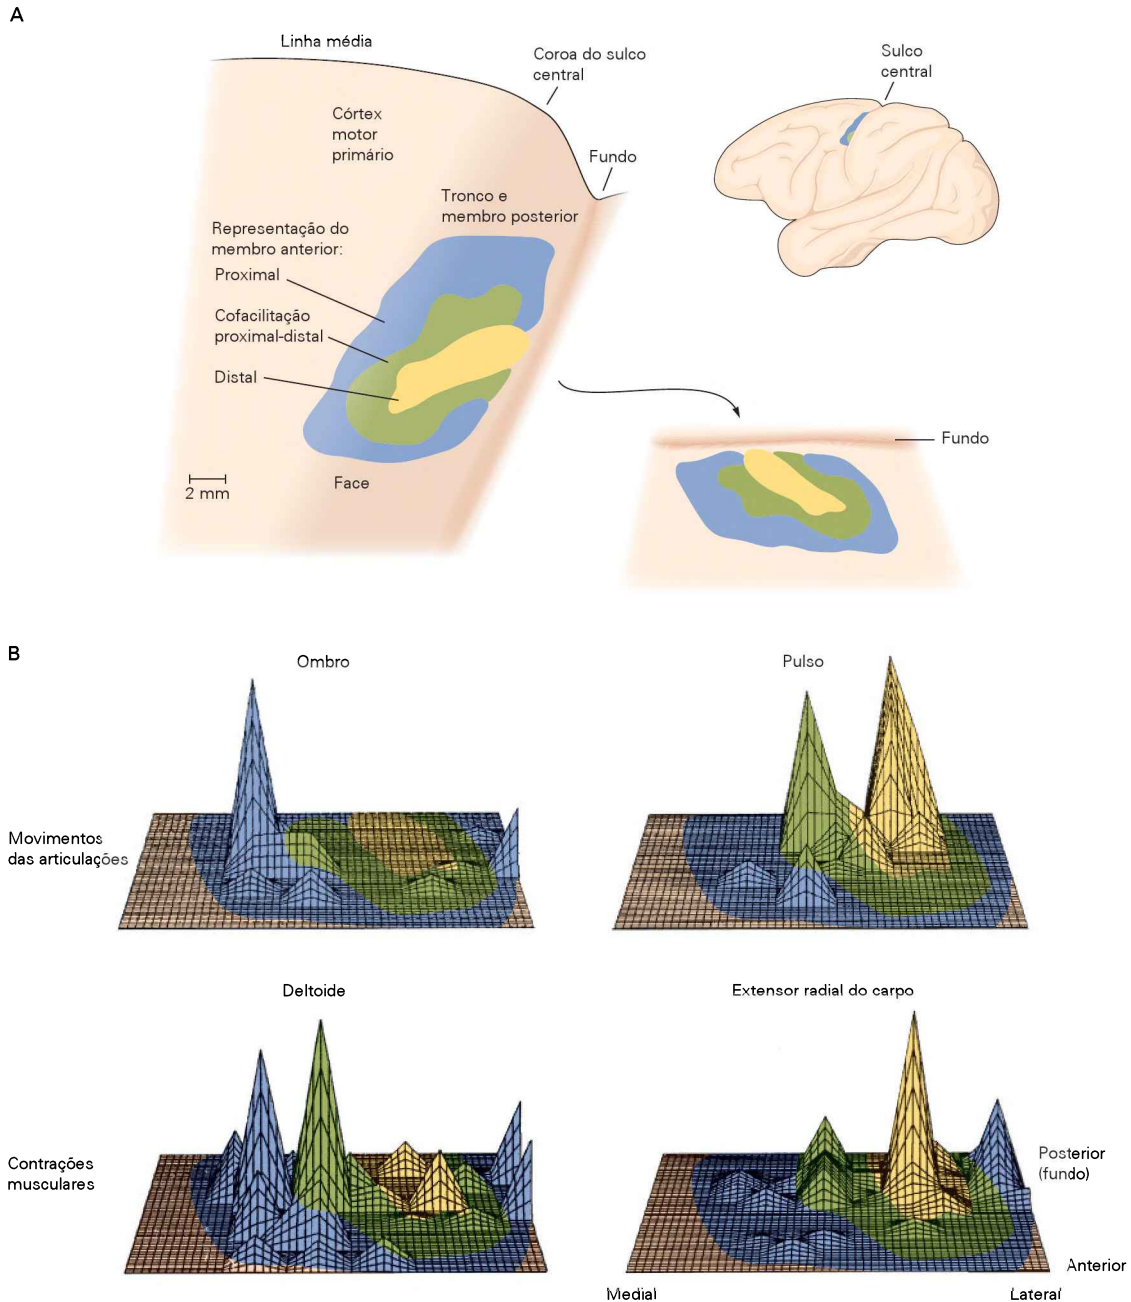 A
Linha média
Coroa do sulco
central
Sulco
central
Córtex
motor
primário
Fundo
Tronco e
membro posterior
Representação do
membro anterior:
Proximal
Cofacilitação
proximal-distal
Distal
Fundo
Face
2 mm
B
Ombro
Pulso
Movimentos
das articulações
Deltoide
Extensor radial do carpo
Contrações
musculares
Posterior
(fundo)
Anterior
Medial
Lateral